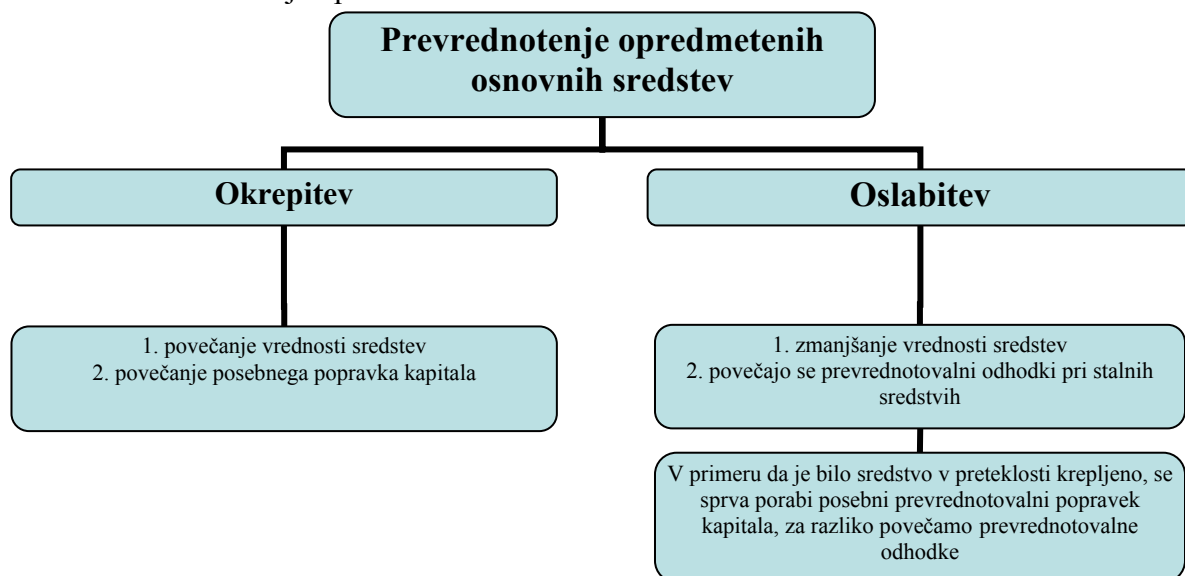 Prevrednotenje opredmetenih
osnovnih sredstev
Okrepitev
Oslabitev
1. povečanje vrednosti sredstev
2. povečanje posebnega popravka kapitala
1. zmanjšanje vrednosti sredstev
2. povečajo se prevrednotovalni odhodki pri stalnih
sredstvih
V primeru da je bilo sredstvo v preteklosti krepljeno, se
sprva porabi posebni prevrednotovalni popravek
kapitala, za razliko povečamo prevrednotovalne
odhodke